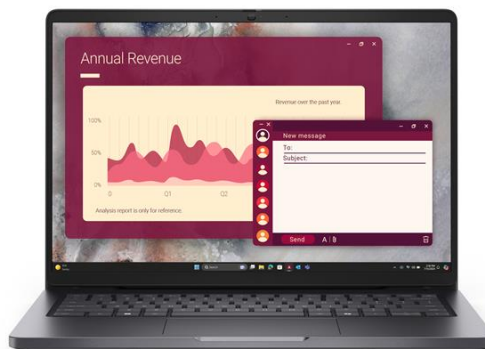 Annual Revenue
Revenue over the past year.
100%
50%
0%
0
Q1
Q2
Analysis report is only for reference.
New message
To:
Subject:
Send
A
Search